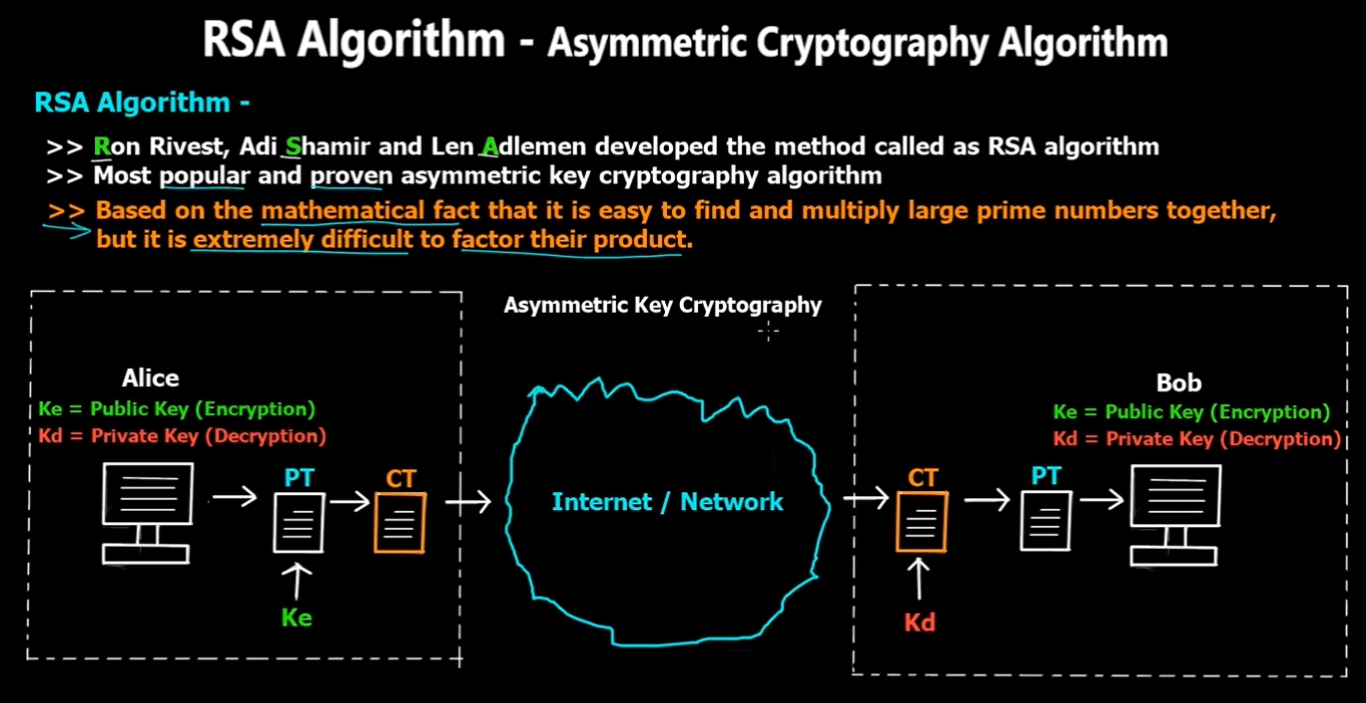 RSA Algorithm - Asymmetric Cryptography Algorithm
RSA Algorithm -
>> Ron Rivest, Adi Shamir and Len Adlemen developed the method called as RSA algorithm
>> Most popular and proven asymmetric key cryptography algorithm
>> Based on the mathematical fact that it is easy to find and multiply large prime numbers together,
but it is extremely difficult to factor their product.
Asymmetric Key Cryptography
Alice
Ke = Public Key (Encryption)
Kd = Private Key (Decryption)
PT
CT
Ke
Internet / Network
Bob
Ke = Public Key (Encryption)
Kd = Private Key (Decryption)
CT
PT
Kd